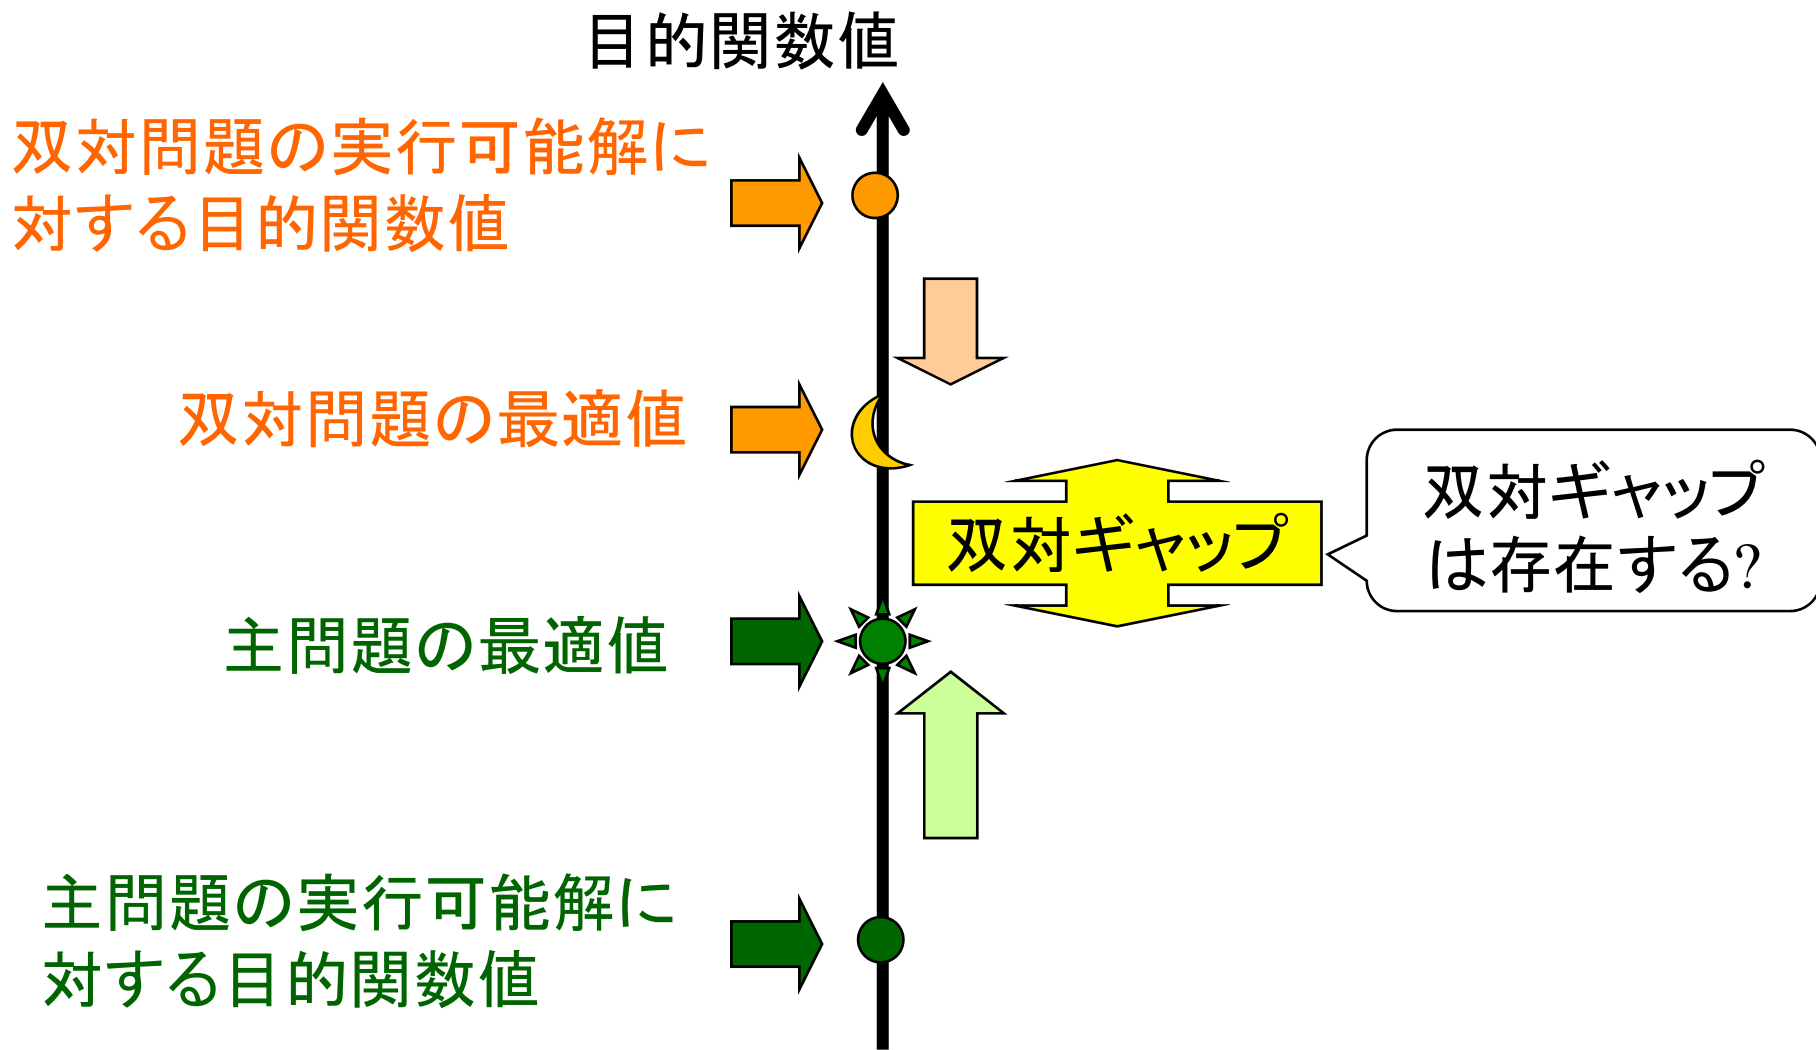 目的関数値
双対問題の実行可能解に
対する目的関数値
双対問題の最適値
双対ギャップ
双対ギャップ
は存在する?
主問題の最適値
主問題の実行可能解に
対する目的関数値